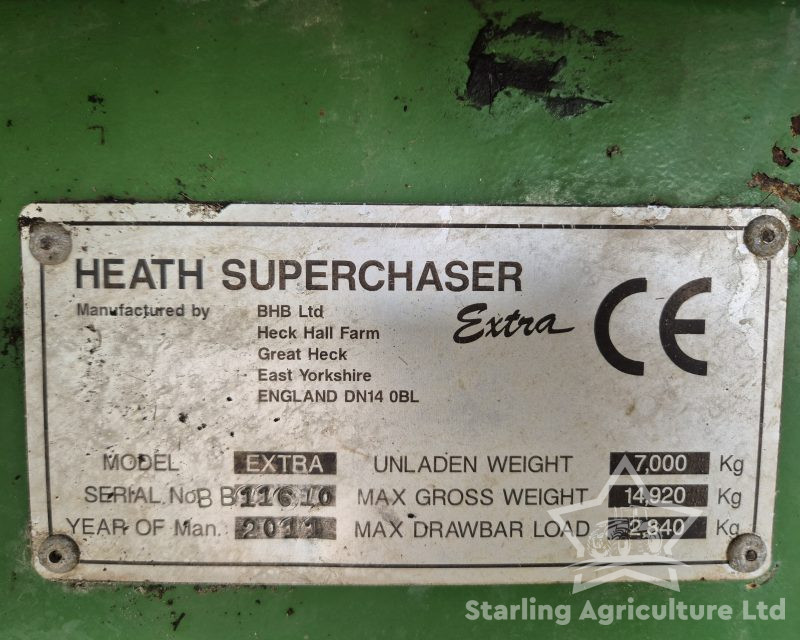 HEATH SUPERCHASER
Extra
CE
Manufactured by BHB Ltd
Heck Hall Farm
Great Heck
East Yorkshire
ENGLAND DN14 0BL
MODEL EXTRA UNLADEN WEIGHT 7,000 Kg
SERIAL No. BB11610 MAX GROSS WEIGHT 14,920 Kg
YEAR OF Man. 2011 MAX DRAWBAR LOAD 2,840 Kg
Starling Agriculture Ltd